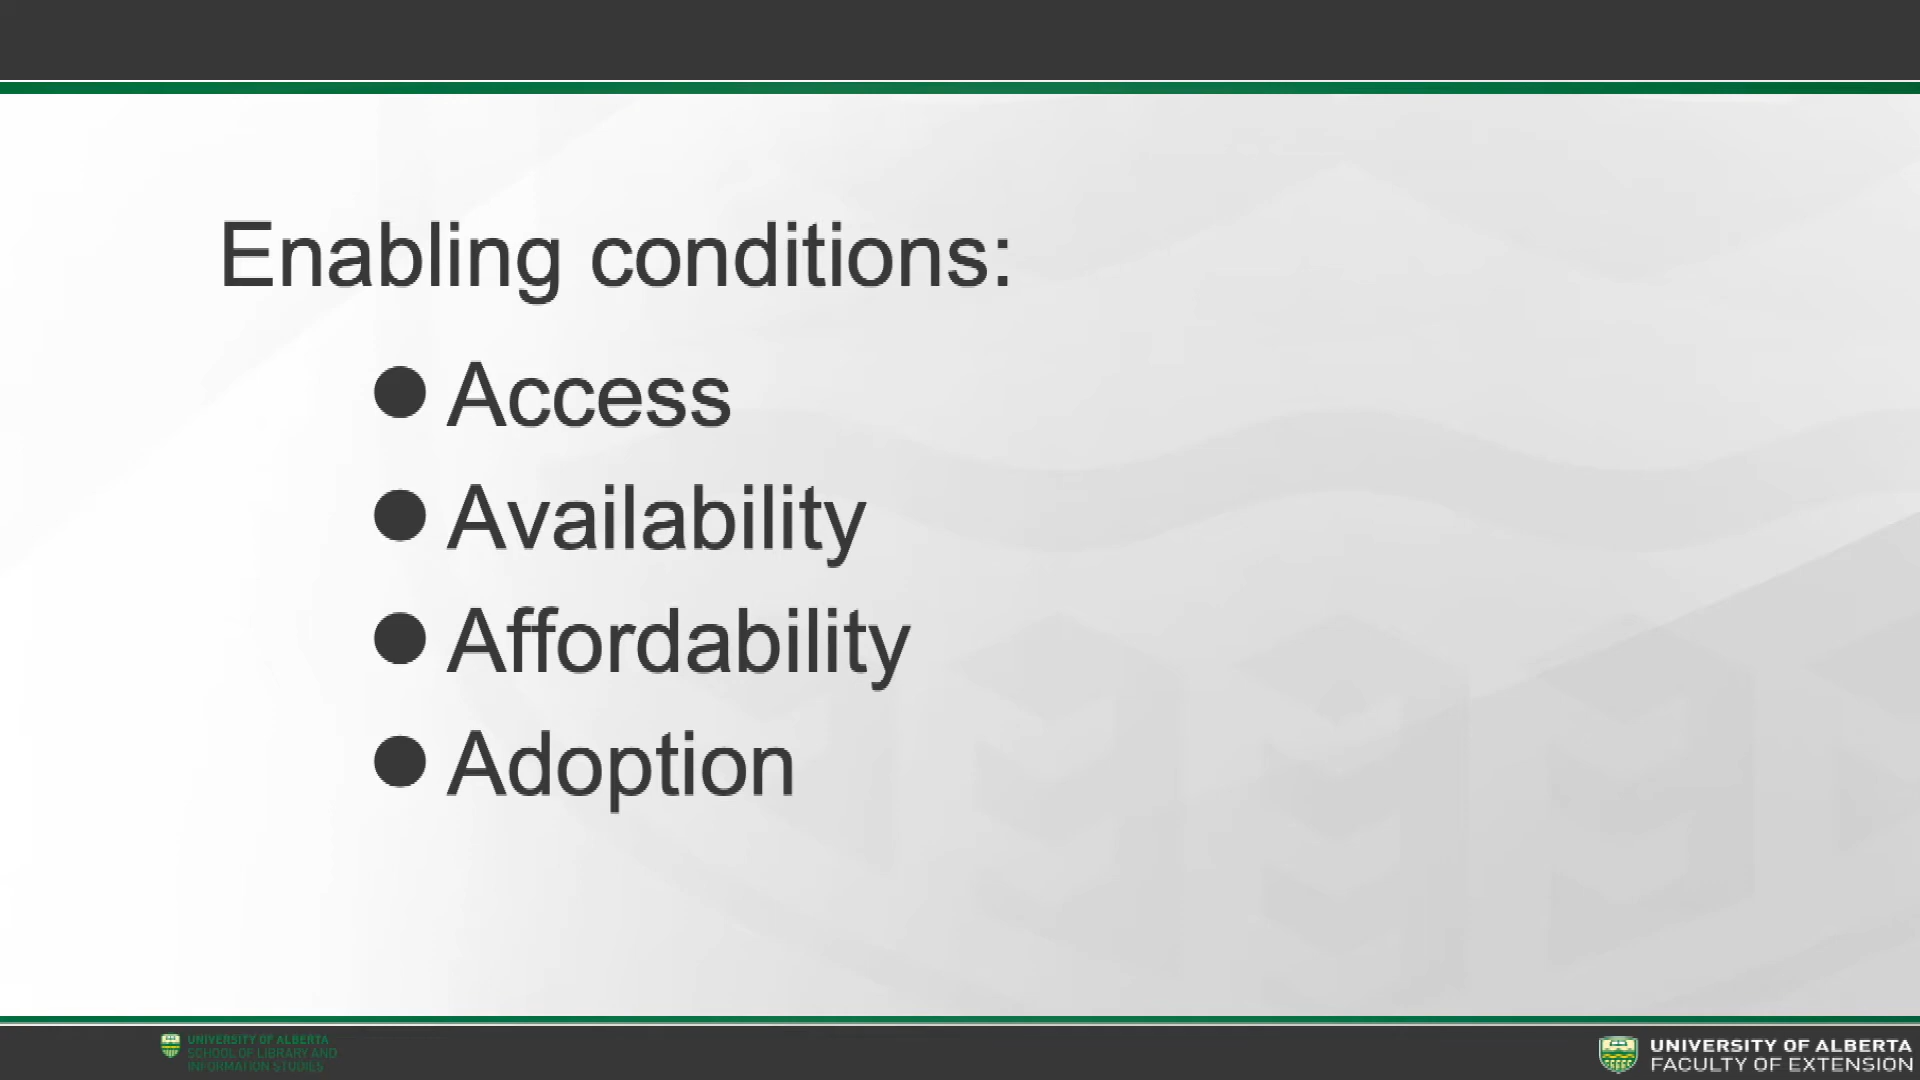 Enabling conditions:
● Access
● Availability
● Affordability
● Adoption
UNIVERSITY OF ALBERTA
SCHOOL OF LIBRARY AND
INFORMATION STUDIES
UNIVERSITY OF ALBERTA
FACULTY OF EXTENSION